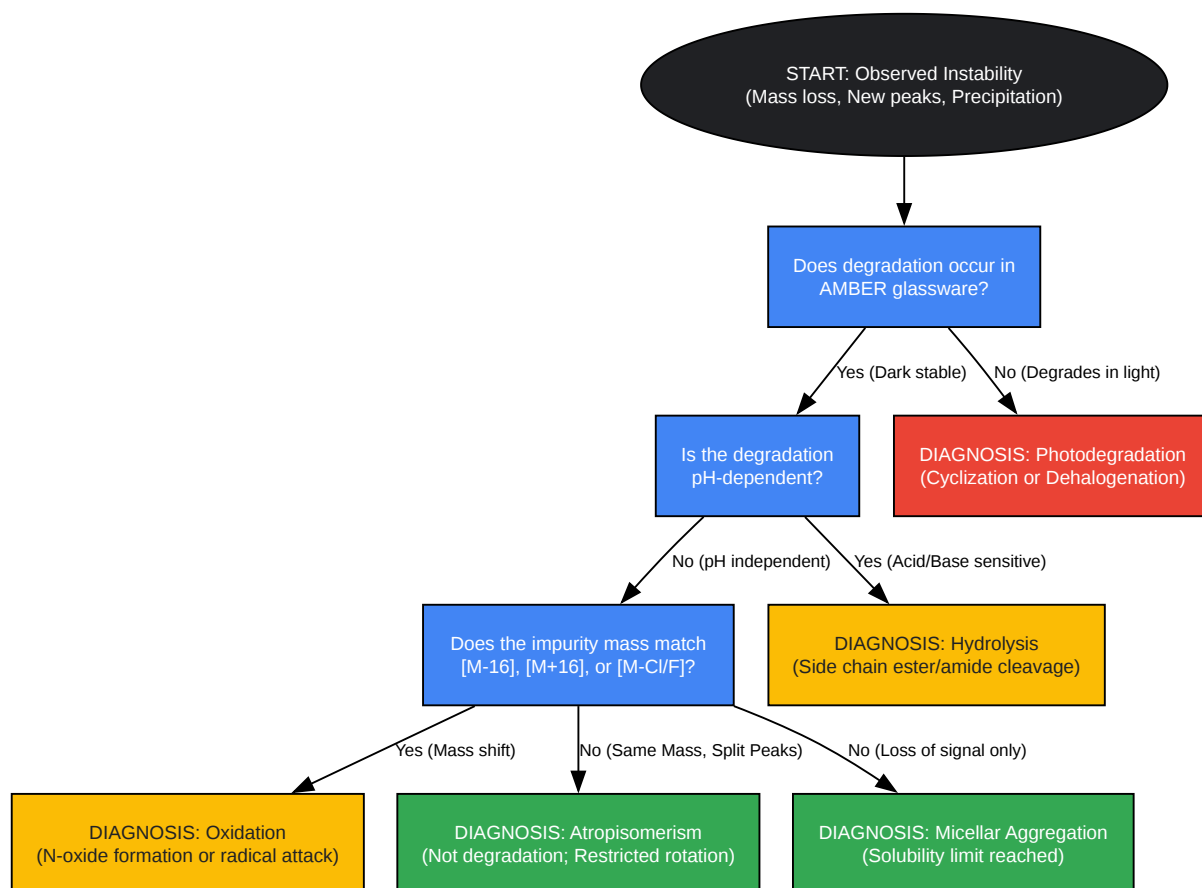 START: Observed Instability
(Mass loss, New peaks, Precipitation)
Does degradation occur in
AMBER glassware?
Yes (Dark stable)
No (Degrades in light)
Is the degradation
pH-dependent?
DIAGNOSIS: Photodegradation
(Cyclization or Dehalogenation)
No (pH independent)
Yes (Acid/Base sensitive)
Does the impurity mass match
[M-16], [M+16], or [M-Cl/F]?
DIAGNOSIS: Hydrolysis
(Side chain ester/amide cleavage)
Yes (Mass shift)
No (Same Mass, Split Peaks)
No (Loss of signal only)
DIAGNOSIS: Oxidation
(N-oxide formation or radical attack)
DIAGNOSIS: Atropisomerism
(Not degradation; Restricted rotation)
DIAGNOSIS: Micellar Aggregation
(Solubility limit reached)